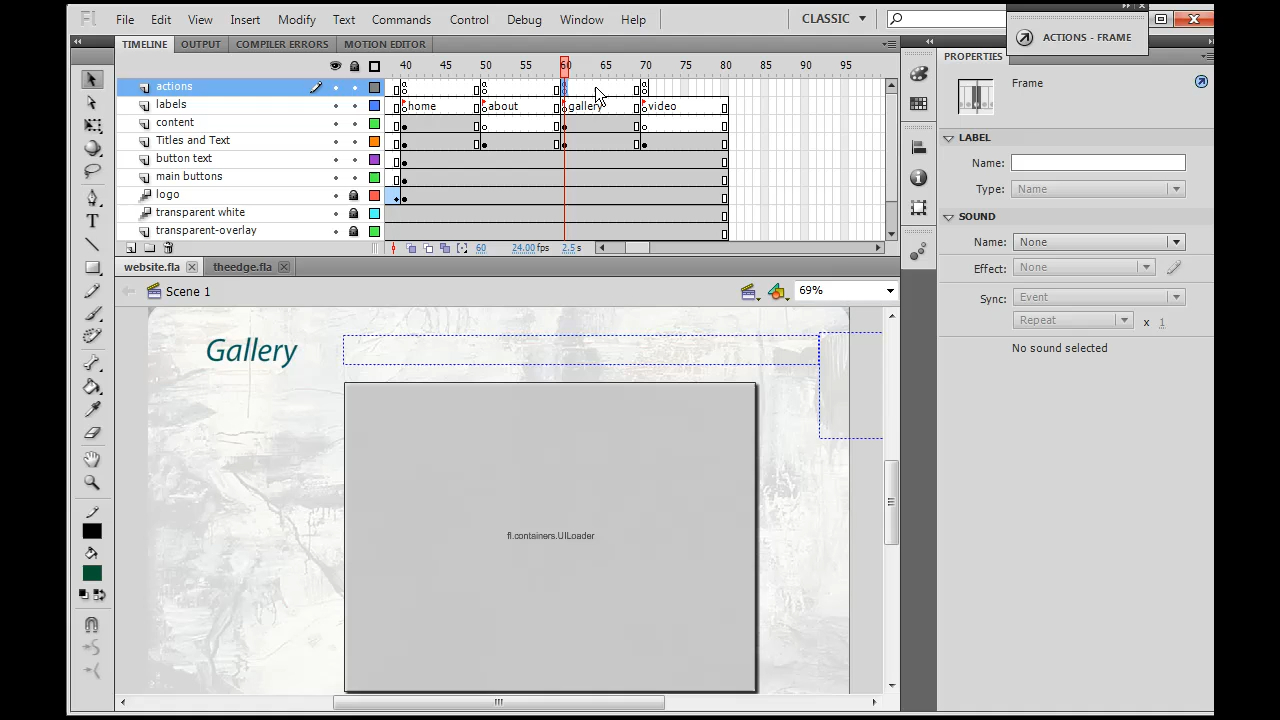 Fl File Edit View Insert Modify Text Commands Control Debug Window Help CLASSIC
ACTIONS - FRAME
TIMELINE OUTPUT COMPILER ERRORS MOTION EDITOR
PROPERTIES
40 45 50 55 60 65 70 75 80 85 90 95
Frame
actions
labels home about gallery video
content
Titles and Text
button text
main buttons
logo
transparent white
transparent-overlay
60 24.00 fps 2.5 s
LABEL
Name:
Type: Name
SOUND
Name: None
Effect: None
Sync: Event
Repeat x 1
No sound selected
website.fla theedge.fla
Scene 1 69%
Gallery
fl.containers.UILoader